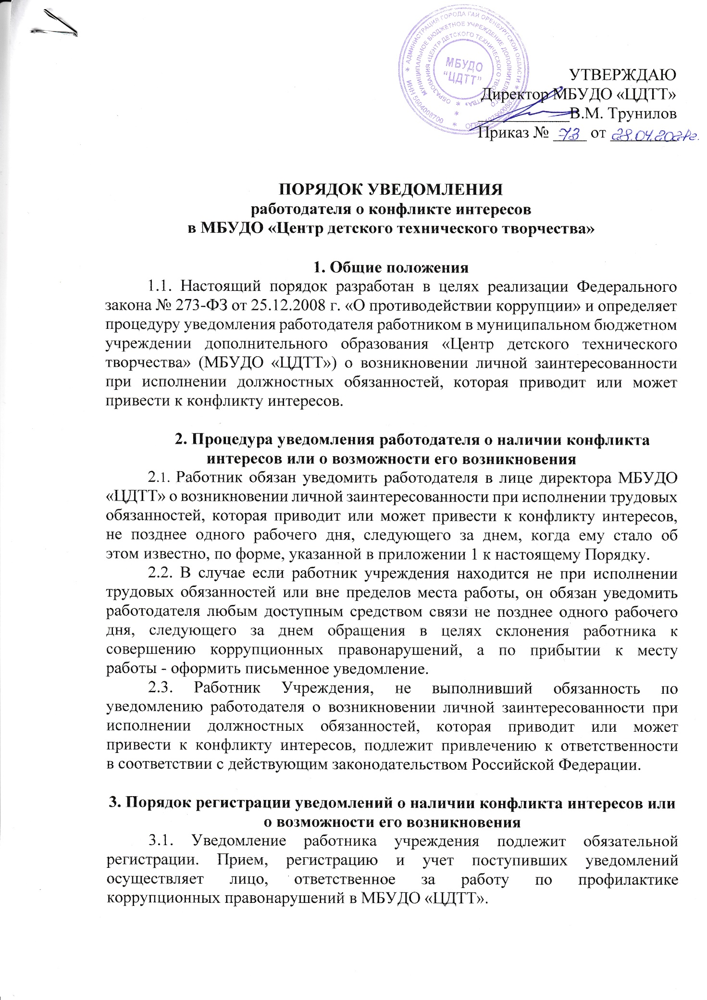 АДМИНИСТРАЦИЯ ГОРОДА ГАЙ ОРЕНБУРГСКОЙ ОБЛАСТИ
ИНН 5604008700
МУНИЦИПАЛЬНОЕ БЮДЖЕТНОЕ УЧРЕЖДЕНИЕ ДОПОЛНИТЕЛЬНОГО
ОБРАЗОВАНИЯ «ЦЕНТР ДЕТСКОГО ТЕХНИЧЕСКОГО ТВОРЧЕСТВА»
МБУДО
"ЦДТТ"
УТВЕРЖДАЮ
Директор МБУДО «ЦДТТ»
В.М. Трунилов
Приказ № 73 от 28.04.2021г.
ПОРЯДОК УВЕДОМЛЕНИЯ
работодателя о конфликте интересов
в МБУДО «Центр детского технического творчества»
1. Общие положения
1.1. Настоящий порядок разработан в целях реализации Федерального
закона № 273-ФЗ от 25.12.2008 г. «О противодействии коррупции» и определяет
процедуру уведомления работодателя работником в муниципальном бюджетном
учреждении дополнительного образования «Центр детского технического
творчества» (МБУДО «ЦДТТ») о возникновении личной заинтересованности
при исполнении должностных обязанностей, которая приводит или может
привести к конфликту интересов.
2. Процедура уведомления работодателя о наличии конфликта
интересов или о возможности его возникновения
2.1. Работник обязан уведомить работодателя в лице директора МБУДО
«ЦДТТ» о возникновении личной заинтересованности при исполнении трудовых
обязанностей, которая приводит или может привести к конфликту интересов,
не позднее одного рабочего дня, следующего за днем, когда ему стало об
этом известно, по форме, указанной в приложении 1 к настоящему Порядку.
2.2. В случае если работник учреждения находится не при исполнении
трудовых обязанностей или вне пределов места работы, он обязан уведомить
работодателя любым доступным средством связи не позднее одного рабочего
дня, следующего за днем обращения в целях склонения работника к
совершению коррупционных правонарушений, а по прибытии к месту
работы - оформить письменное уведомление.
2.3. Работник Учреждения, не выполнивший обязанность по
уведомлению работодателя о возникновении личной заинтересованности при
исполнении должностных обязанностей, которая приводит или может
привести к конфликту интересов, подлежит привлечению к ответственности
в соответствии с действующим законодательством Российской Федерации.
3. Порядок регистрации уведомлений о наличии конфликта интересов или
о возможности его возникновения
3.1. Уведомление работника учреждения подлежит обязательной
регистрации. Прием, регистрацию и учет поступивших уведомлений
осуществляет лицо, ответственное за работу по профилактике
коррупционных правонарушений в МБУДО «ЦДТТ».